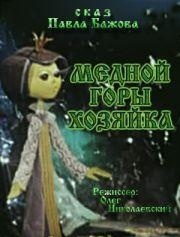 сказ
Павла Бажова
МЕДНОЙ
ГОРЫ
ХОЗЯЙКА
Режиссер:
Олег
Николаевский